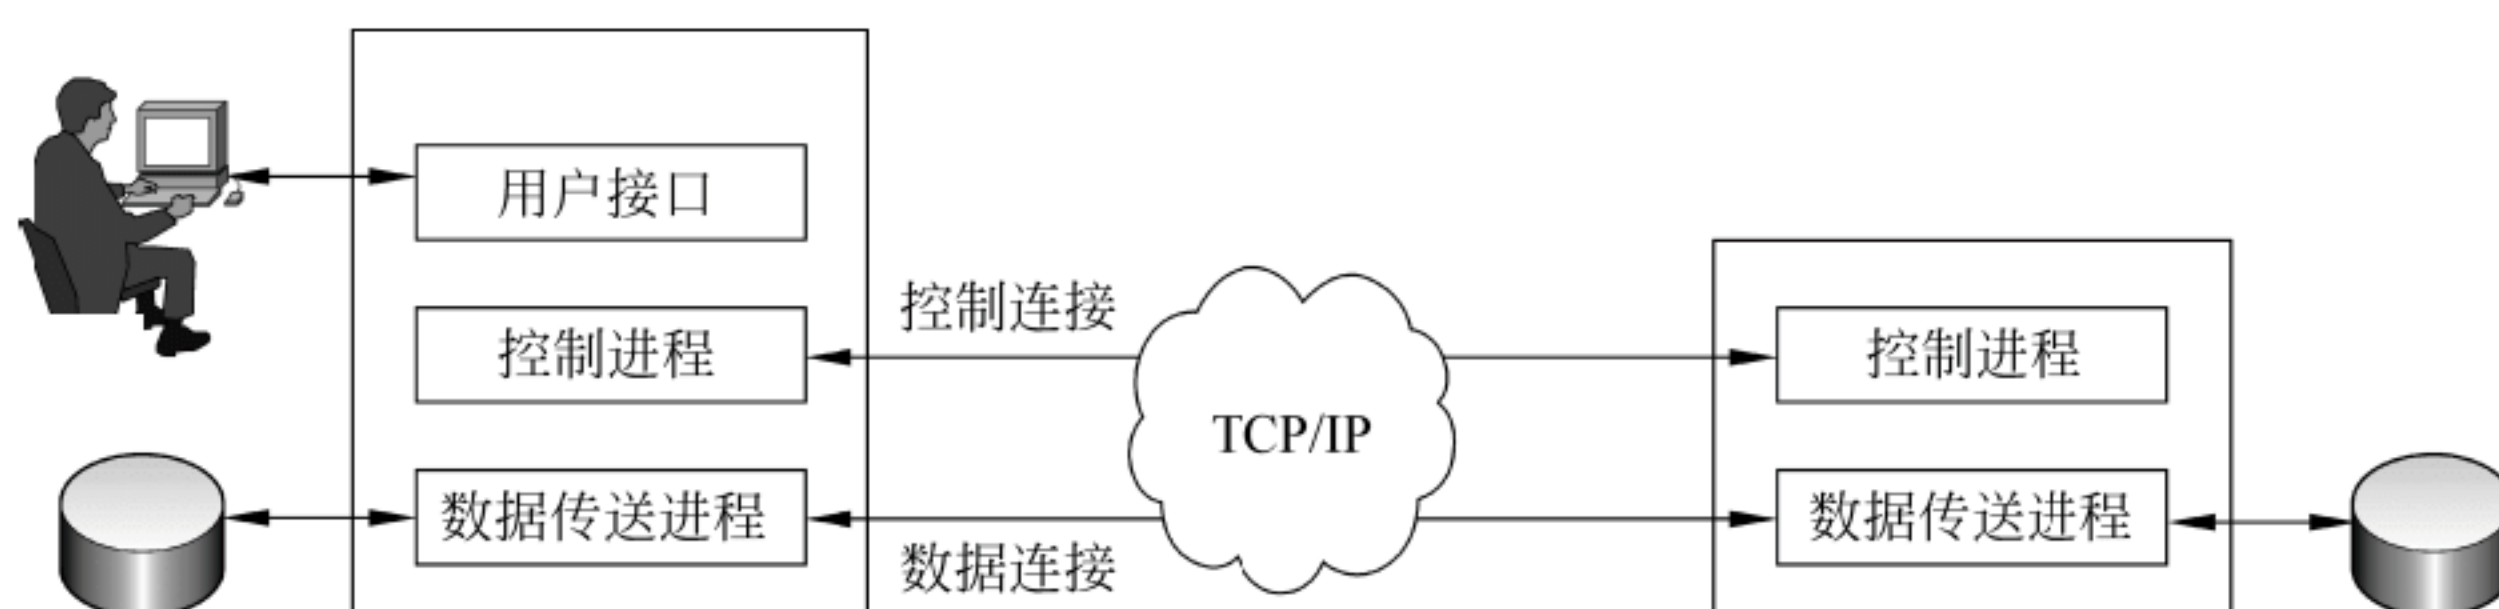 用户接口
控制连接
控制进程
控制进程
TCP/IP
数据传送进程
数据传送进程
数据连接